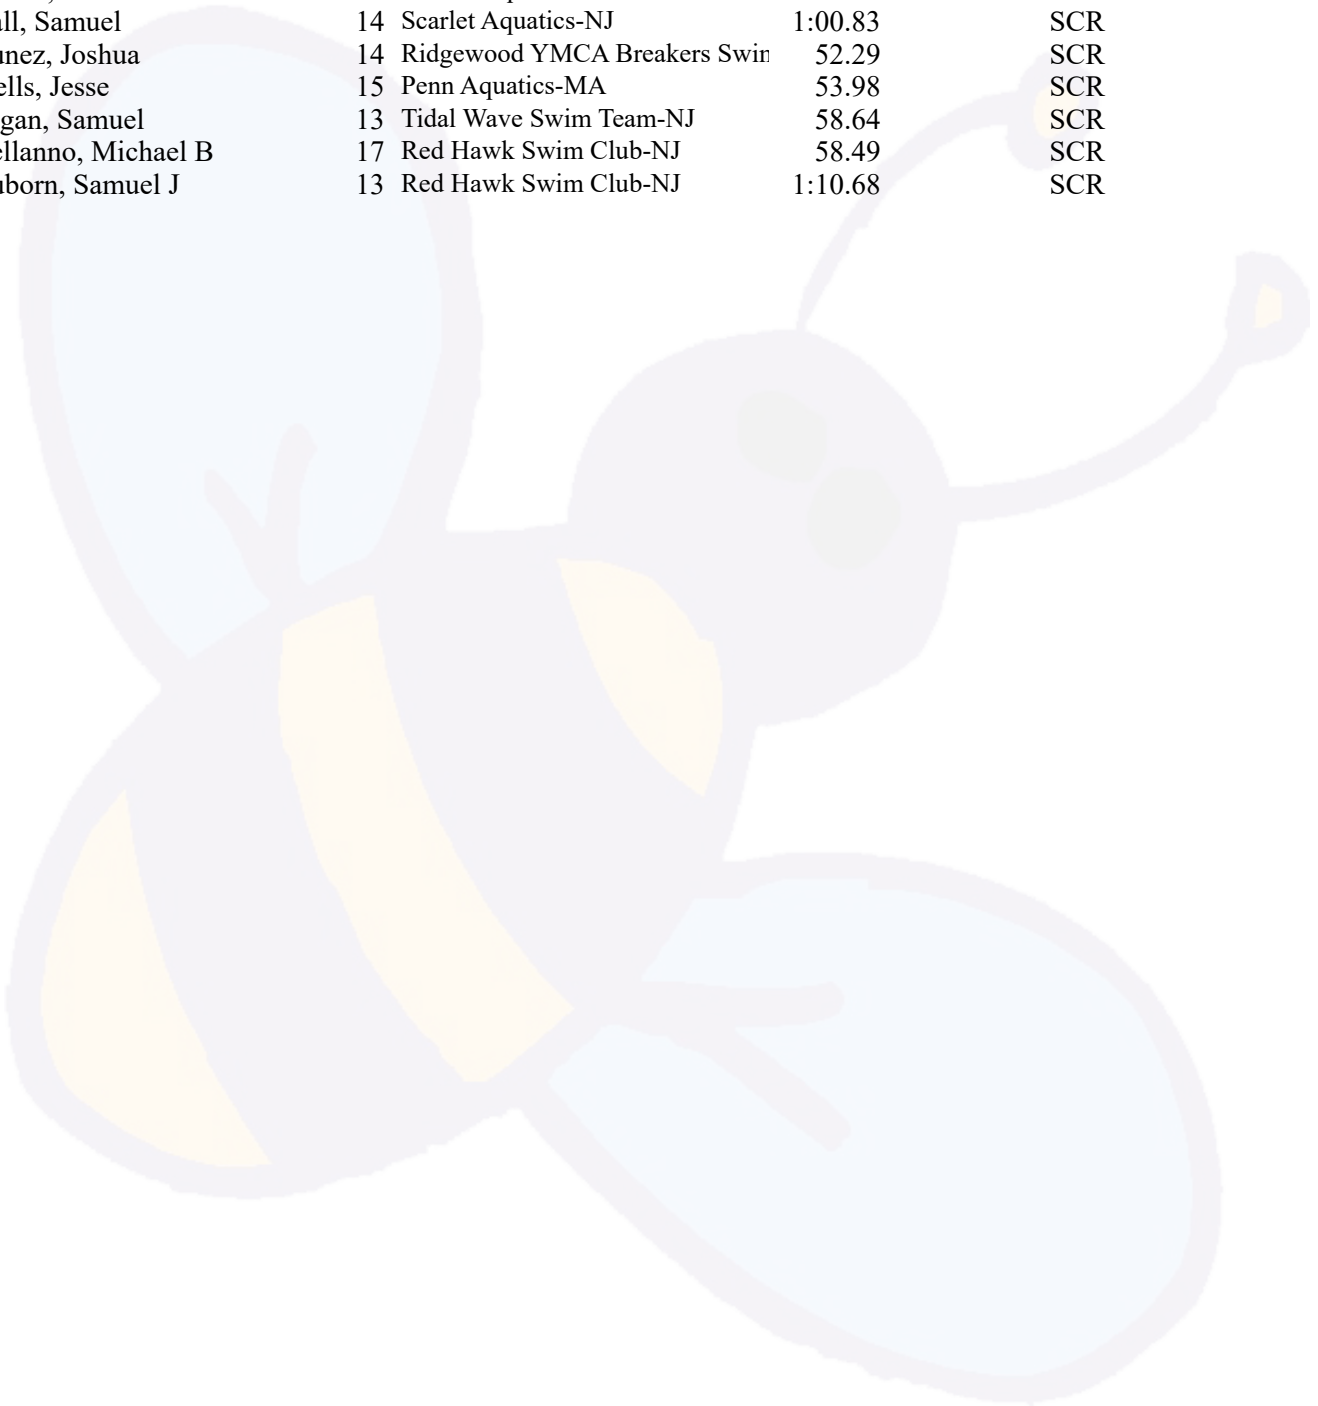 all, Samuel 14 Scarlet Aquatics-NJ 1:00.83 SCR
unez, Joshua 14 Ridgewood YMCA Breakers Swin 52.29 SCR
ells, Jesse 15 Penn Aquatics-MA 53.98 SCR
gan, Samuel 13 Tidal Wave Swim Team-NJ 58.64 SCR
ellanno, Michael B 17 Red Hawk Swim Club-NJ 58.49 SCR
uborn, Samuel J 13 Red Hawk Swim Club-NJ 1:10.68 SCR